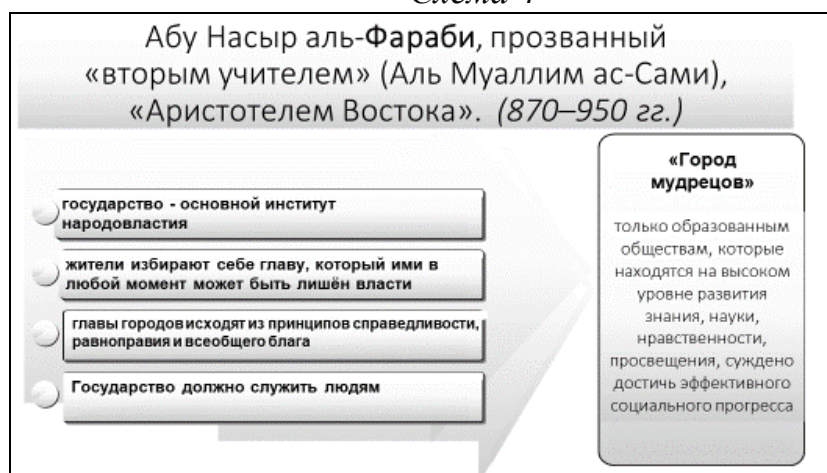 Абу Насыр аль-Фараби, прозванный
«вторым учителем» (Аль Муаллим ас-Сами),
«Аристотелем Востока». (870–950 гг.)
государство - основной институт
народовластия
жители избирают себе главу, который ими в
любой момент может быть лишён власти
главы городов исходят из принципов справедливости,
равноправия и всеобщего блага
Государство должно служить людям
«Город
мудрецов»
только образованным
обществам, которые
находятся на высоком
уровне развития
знания, науки,
нравственности,
просвещения, суждено
достичь эффективного
социального прогресса